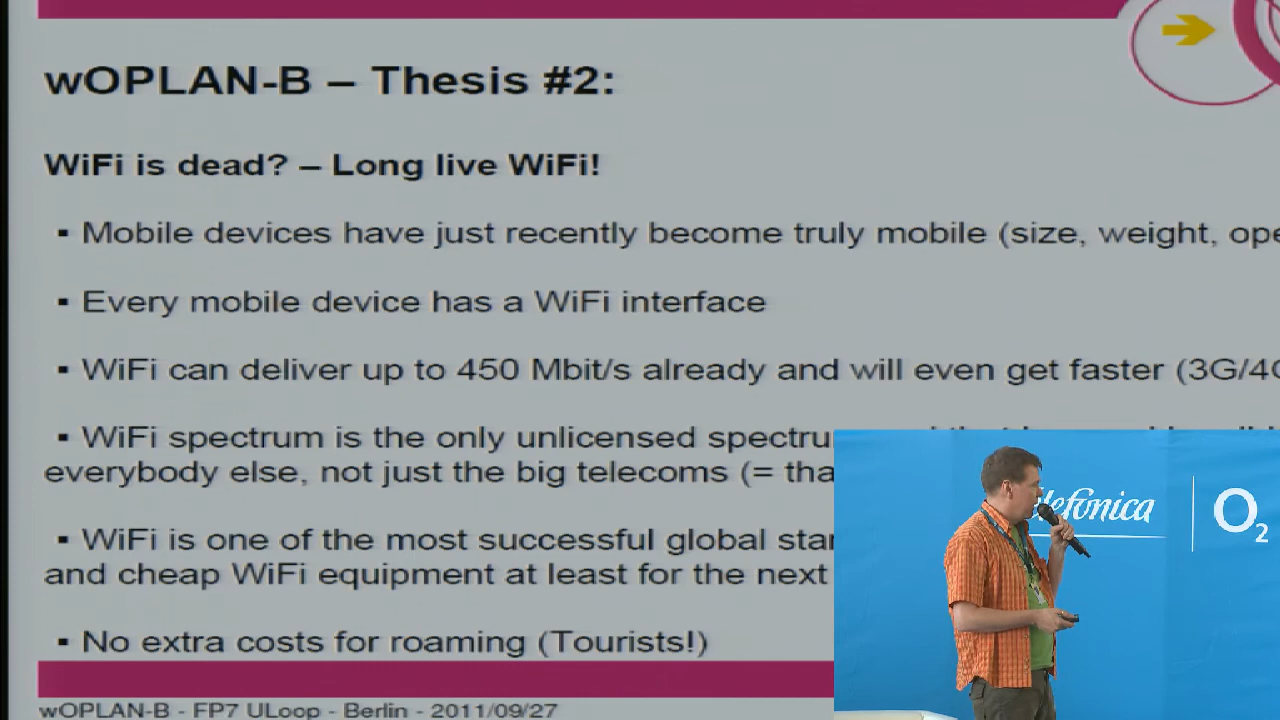 wOPLAN-B – Thesis #2:
WiFi is dead? – Long live WiFi!
▪ Mobile devices have just recently become truly mobile (size, weight, ope
▪ Every mobile device has a WiFi interface
▪ WiFi can deliver up to 450 Mbit/s already and will even get faster (3G/4G
▪ WiFi spectrum is the only unlicensed
everybody else, not just the big telecoms (=
▪ WiFi is one of the most successful global
and cheap WiFi equipment at least for the next
▪ No extra costs for roaming (Tourists!)
Telefónica O2
wOPLAN-B - FP7 ULoop - Berlin - 2011/09/27